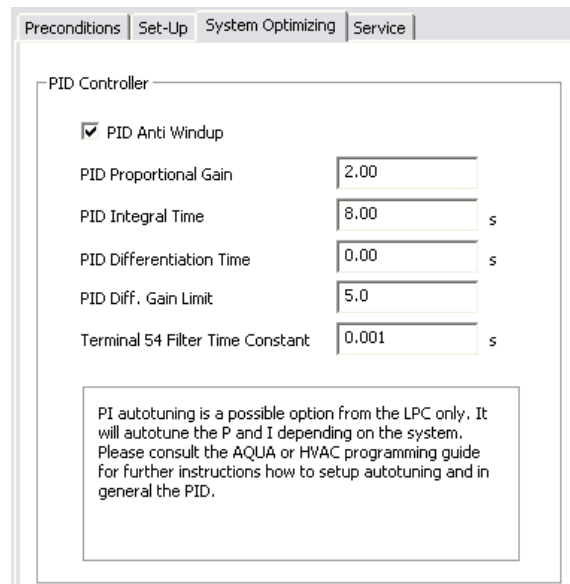 Preconditions Set-Up System Optimizing Service
PID Controller
PID Anti Windup
PID Proportional Gain 2.00
PID Integral Time 8.00 s
PID Differentiation Time 0.00 s
PID Diff. Gain Limit 5.0
Terminal 54 Filter Time Constant 0.001 s
PI autotuning is a possible option from the LPC only. It
will autotune the P and I depending on the system.
Please consult the AQUA or HVAC programming guide
for further instructions how to setup autotuning and in
general the PID.